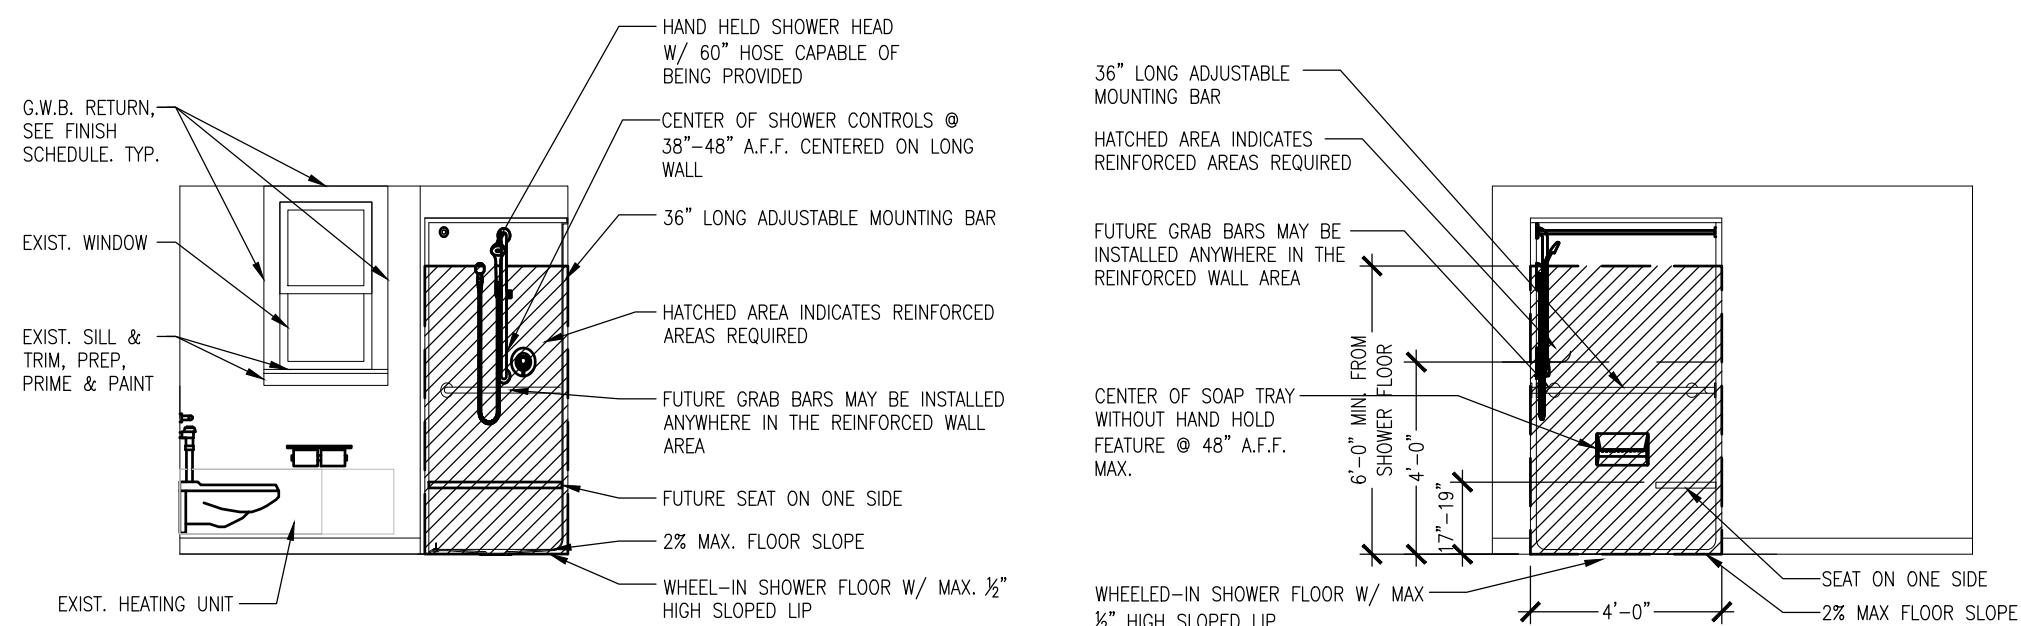 HAND HELD SHOWER HEAD
W/ 60" HOSE CAPABLE OF
BEING PROVIDED
G.W.B. RETURN,
SEE FINISH
SCHEDULE. TYP.
CENTER OF SHOWER CONTROLS @
38"-48" A.F.F. CENTERED ON LONG
WALL
36" LONG ADJUSTABLE MOUNTING BAR
EXIST. WINDOW
HATCHED AREA INDICATES REINFORCED
AREAS REQUIRED
EXIST. SILL &
TRIM, PREP,
PRIME & PAINT
FUTURE GRAB BARS MAY BE INSTALLED
ANYWHERE IN THE REINFORCED WALL
AREA
FUTURE SEAT ON ONE SIDE
2% MAX. FLOOR SLOPE
WHEEL-IN SHOWER FLOOR W/ MAX. ½"
HIGH SLOPED LIP
EXIST. HEATING UNIT
36" LONG ADJUSTABLE
MOUNTING BAR
HATCHED AREA INDICATES
REINFORCED AREAS REQUIRED
FUTURE GRAB BARS MAY BE
INSTALLED ANYWHERE IN THE
REINFORCED WALL AREA
CENTER OF SOAP TRAY
WITHOUT HAND HOLD
FEATURE @ 48" A.F.F.
MAX.
6'-0" MIN. FROM
SHOWER FLOOR
4'-0"
17"-19"
WHEELED-IN SHOWER FLOOR W/ MAX
½" HIGH SLOPED LIP
4'-0"
SEAT ON ONE SIDE
2% MAX FLOOR SLOPE